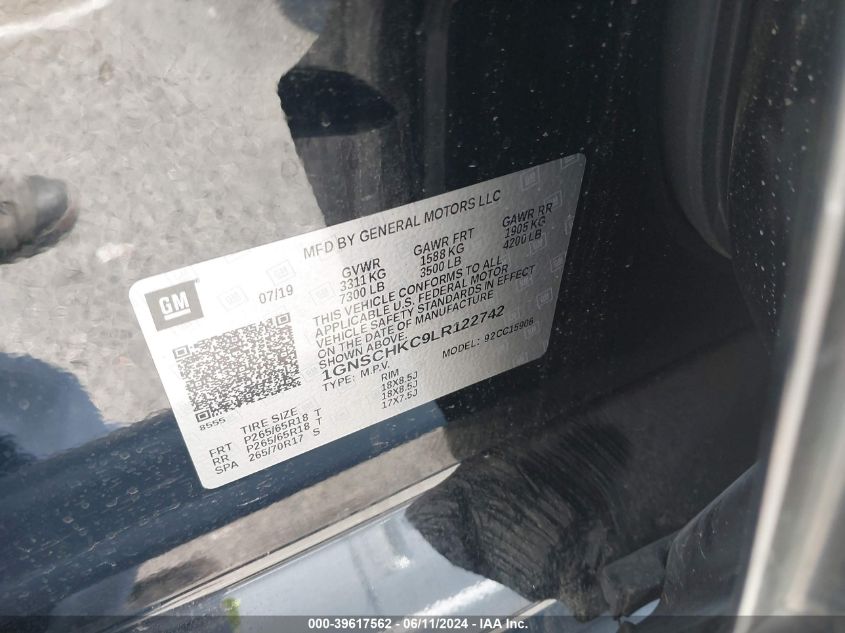 MFD BY GENERAL MOTORS LLC
GM
07/19
GVWR GAWR FRT GAWR RR
3311 KG 1588 KG 1905 KG
7300 LB 3500 LB 4200 LB
THIS VEHICLE CONFORMS TO ALL
APPLICABLE U.S. FEDERAL MOTOR
VEHICLE SAFETY STANDARDS IN EFFECT
ON THE DATE OF MANUFACTURE
SHOWN ABOVE.
1GNSCHKC9LR122742
TYPE: M.P.V. MODEL: 92CC15906
8555
TIRE SIZE RIM
FRT P265/65R18 T 18X8.5J
RR P265/65R18 T 18X8.5J
SPA 265/70R17 S 17X7.5J
000-39617562 - 06/11/2024 - IAA Inc.